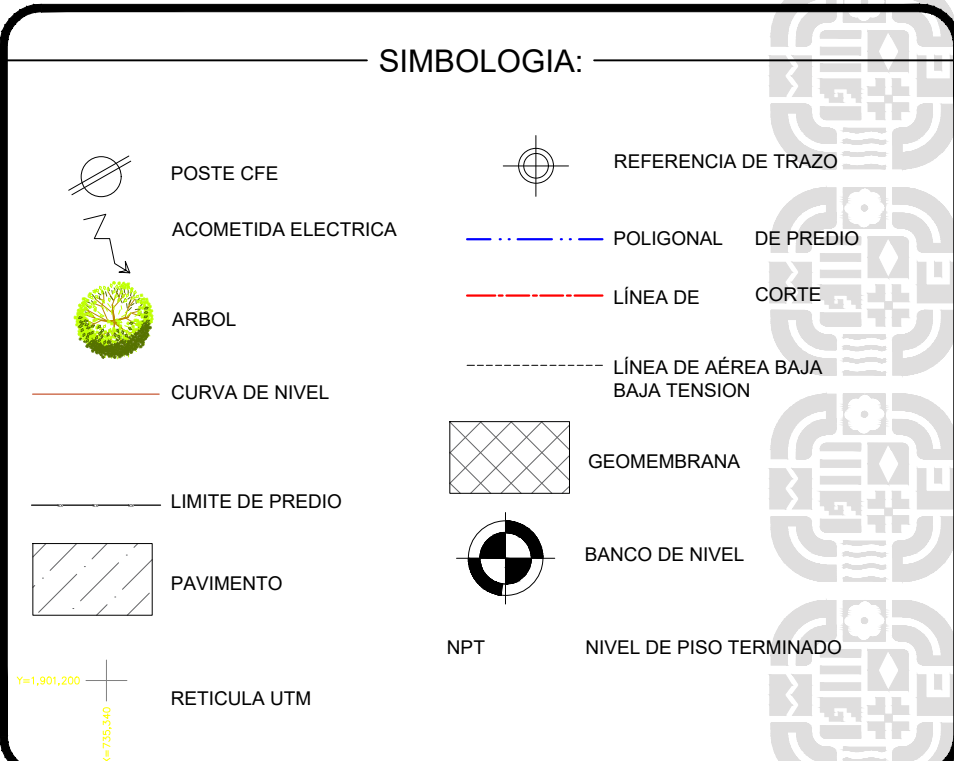 SIMBOLOGIA:
POSTE CFE
ACOMETIDA ELECTRICA
ARBOL
CURVA DE NIVEL
LIMITE DE PREDIO
PAVIMENTO
Y=1,901,200
X=735,340
RETICULA UTM
REFERENCIA DE TRAZO
POLIGONAL DE PREDIO
LÍNEA DE CORTE
LÍNEA DE AÉREA BAJA
BAJA TENSION
GEOMEMBRANA
BANCO DE NIVEL
NPT NIVEL DE PISO TERMINADO